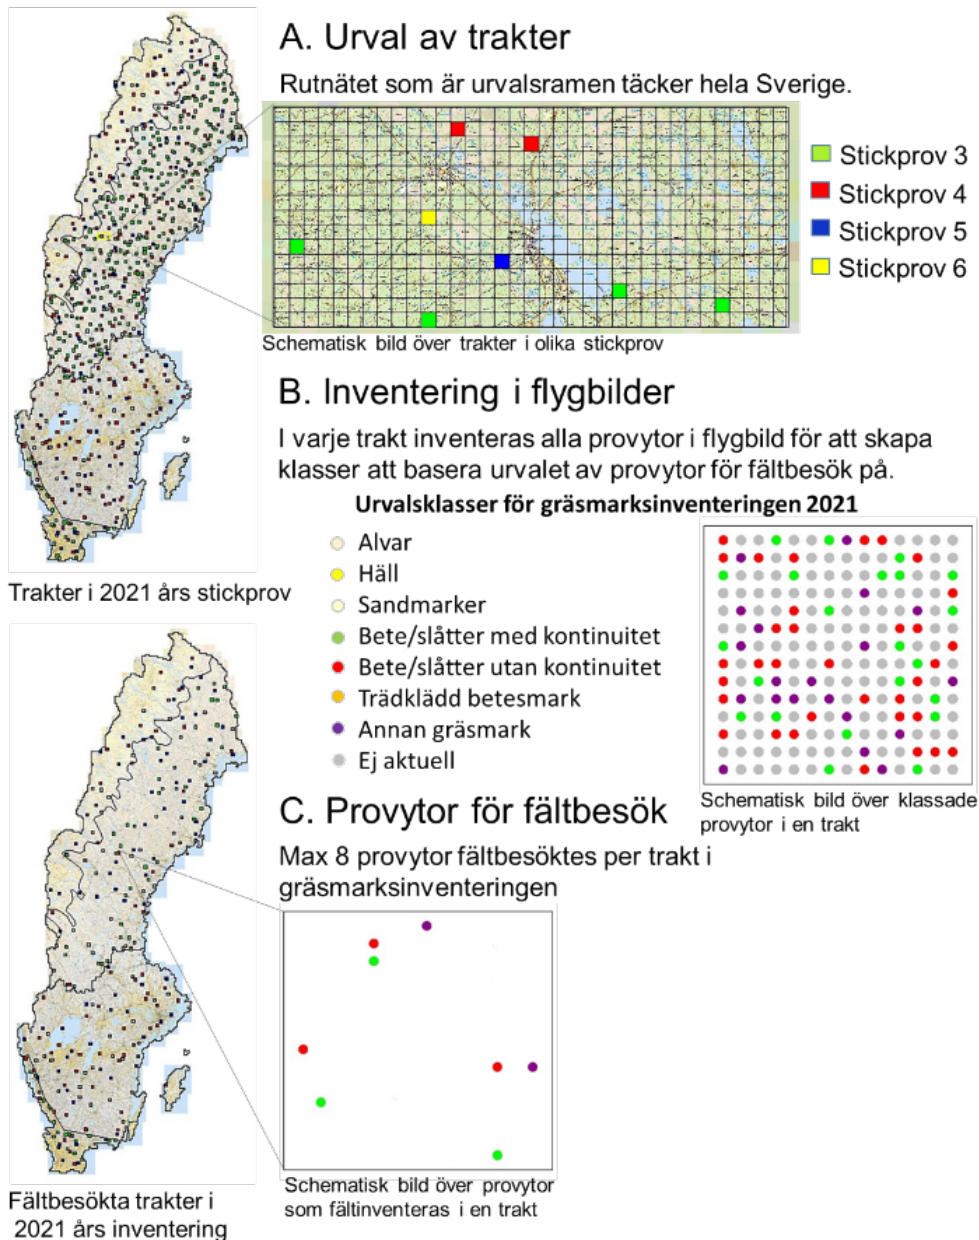 A. Urval av trakter
Rutnätet som är urvalsramen täcker hela Sverige.
Stickprov 3
Stickprov 4
Stickprov 5
Stickprov 6
Schematisk bild över trakter i olika stickprov
Trakter i 2021 års stickprov
B. Inventering i flygbilder
I varje trakt inventeras alla provytor i flygbild för att skapa
klasser att basera urvalet av provytor för fältbesök på.
Urvalsklasser för gräsmarksinventeringen 2021
Alvar
Häll
Sandmarker
Bete/slåtter med kontinuitet
Bete/slåtter utan kontinuitet
Trädklädd betesmark
Annan gräsmark
Ej aktuell
Schematisk bild över klassade
provytor i en trakt
C. Provytor för fältbesök
Max 8 provytor fältbesöktes per trakt i
gräsmarksinventeringen
Schematisk bild över provytor
som fältinventeras i en trakt
Fältbesökta trakter i
2021 års inventering